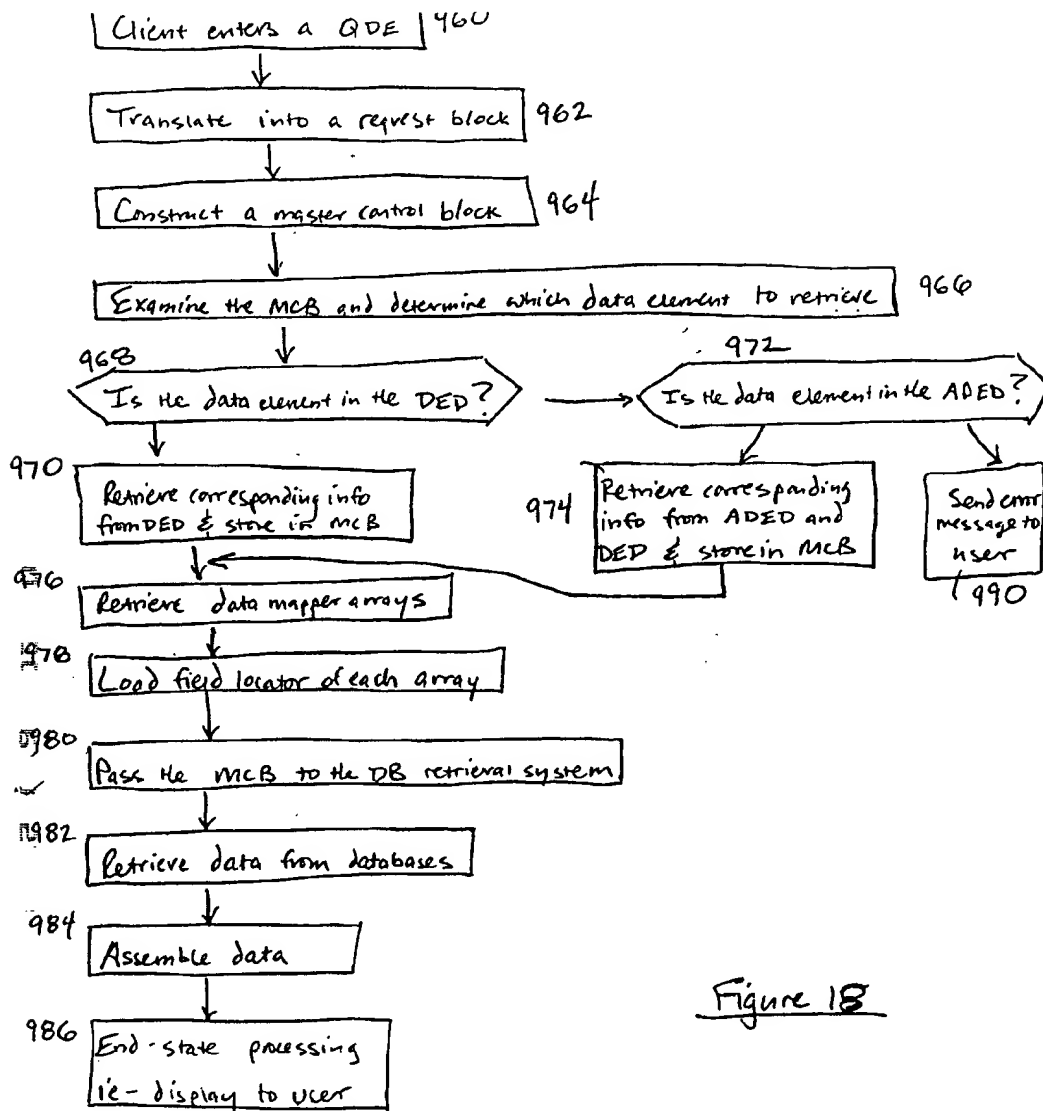 Client enters a QDE 960
Translate into a request block 962
Construct a master control block 964
Examine the MCB and determine which data element to retrieve 966
968
Is the data element in the DED?
972
Is the data element in the ADED?
970
Retrieve corresponding info
from DED & store in MCB
974
Retrieve corresponding
info from ADED and
DED & store in MCB
Send error
message to
user
990
976
Retrieve data mapper arrays
978
Load field locator of each array
980
Pass the MCB to the DB retrieval system
982
Retrieve data from databases
984
Assemble data
986
End-state processing
ie - display to user
Figure 18